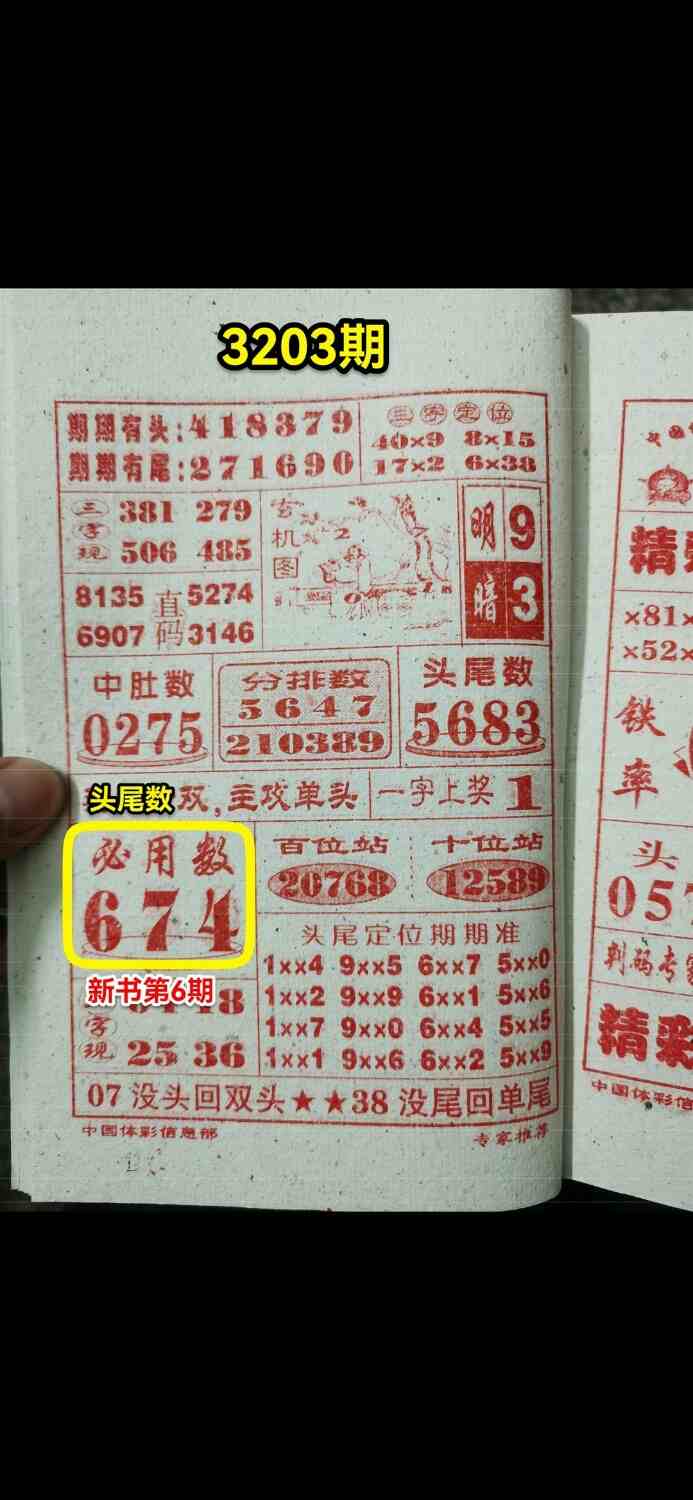 3203期
期期有头:418379
期期有尾:271690
三字定位
40×9 8×15
17×2 6×38
三字现
381 279
506 485
玄机图
明9
暗3
直码
8135 5274
6907 3146
中肚数
0275
分排数
5647
210389
头尾数
5683
头尾数
双,主攻单头
一字上奖 1
必用数
674
百位站
20768
十位站
12589
新书第6期
字现
25 36
头尾定位期期准
1××4 9××5 6××7 5××0
1××2 9××9 6××1 5××6
1××7 9××0 6××4 5××5
1××1 9××6 6××2 5××9
07没头回双头★★38没尾回单尾
中国体彩信息部
专家推荐
×81×
×52×
铁率
头
057
精彩
中国体彩信